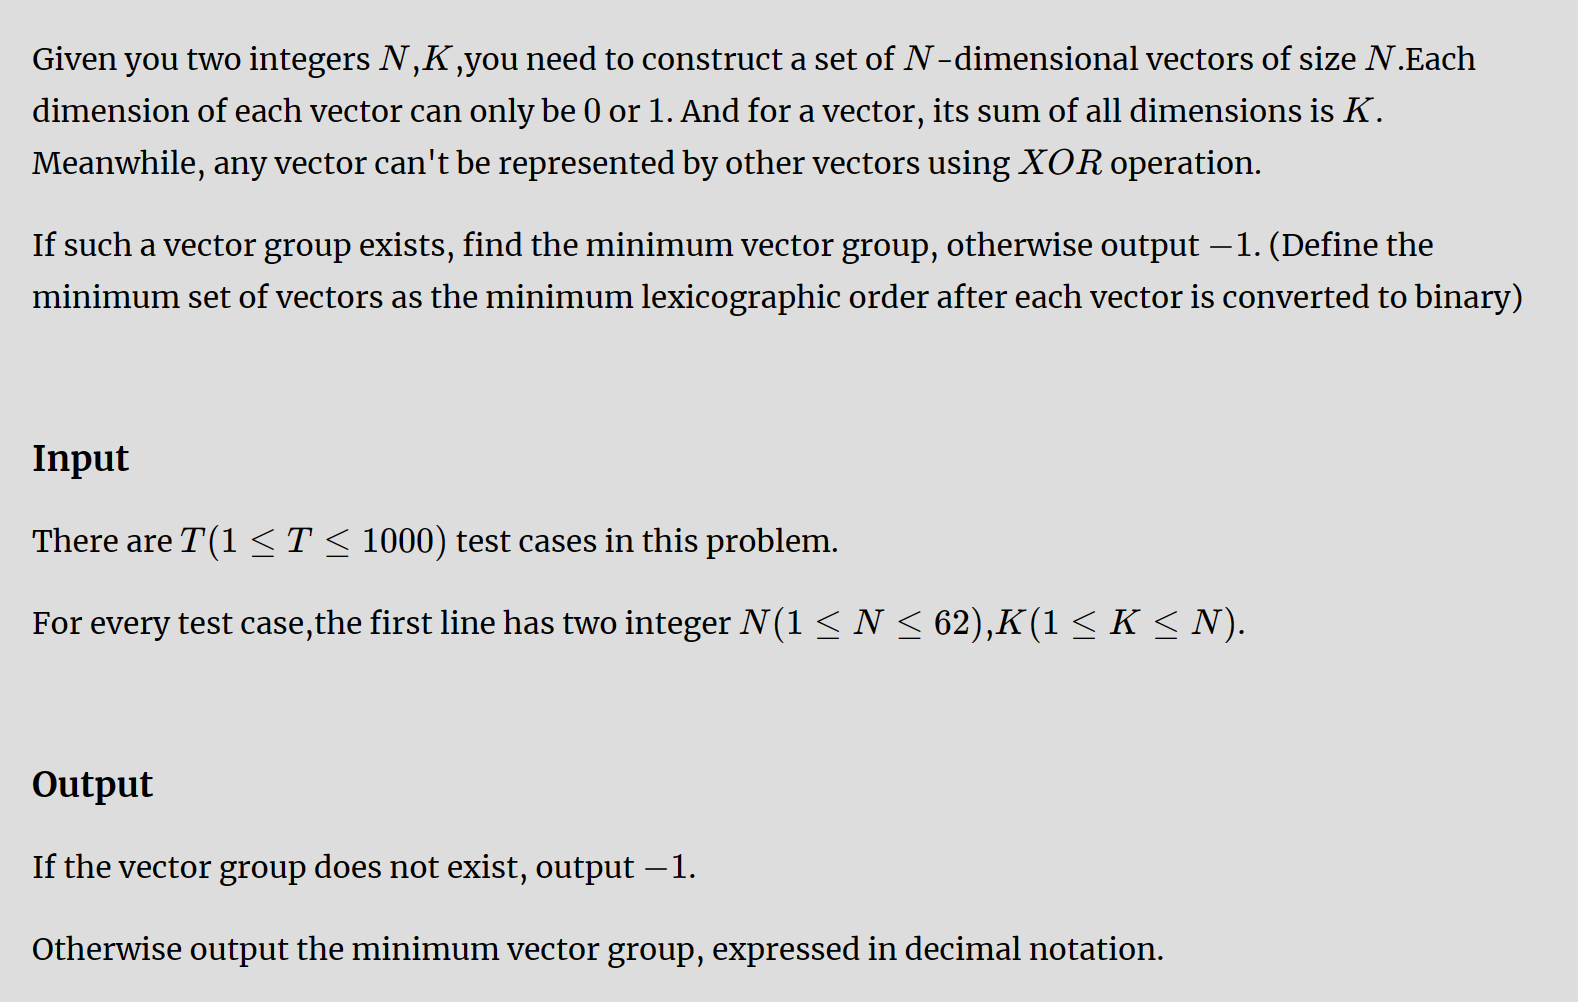 Given you two integers N,K,you need to construct a set of N-dimensional vectors of size N.Each
dimension of each vector can only be 0 or 1. And for a vector, its sum of all dimensions is K.
Meanwhile, any vector can't be represented by other vectors using XOR operation.
If such a vector group exists, find the minimum vector group, otherwise output −1. (Define the
minimum set of vectors as the minimum lexicographic order after each vector is converted to binary)
Input
There are T(1 ≤ T ≤ 1000) test cases in this problem.
For every test case,the first line has two integer N(1 ≤ N ≤ 62),K(1 ≤ K ≤ N).
Output
If the vector group does not exist, output −1.
Otherwise output the minimum vector group, expressed in decimal notation.